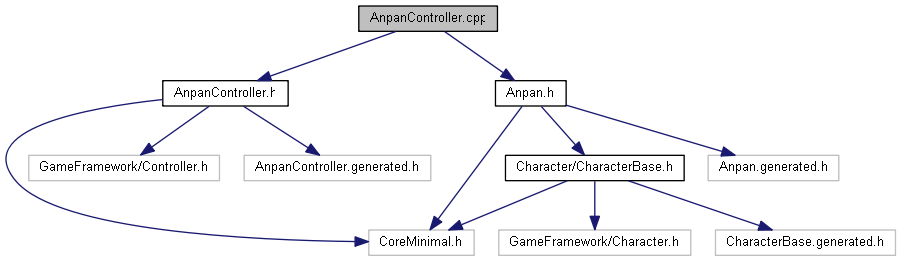 AnpanController.cpp
AnpanController.h
Anpan.h
GameFramework/Controller.h
AnpanController.generated.h
Character/CharacterBase.h
Anpan.generated.h
CoreMinimal.h
GameFramework/Character.h
CharacterBase.generated.h